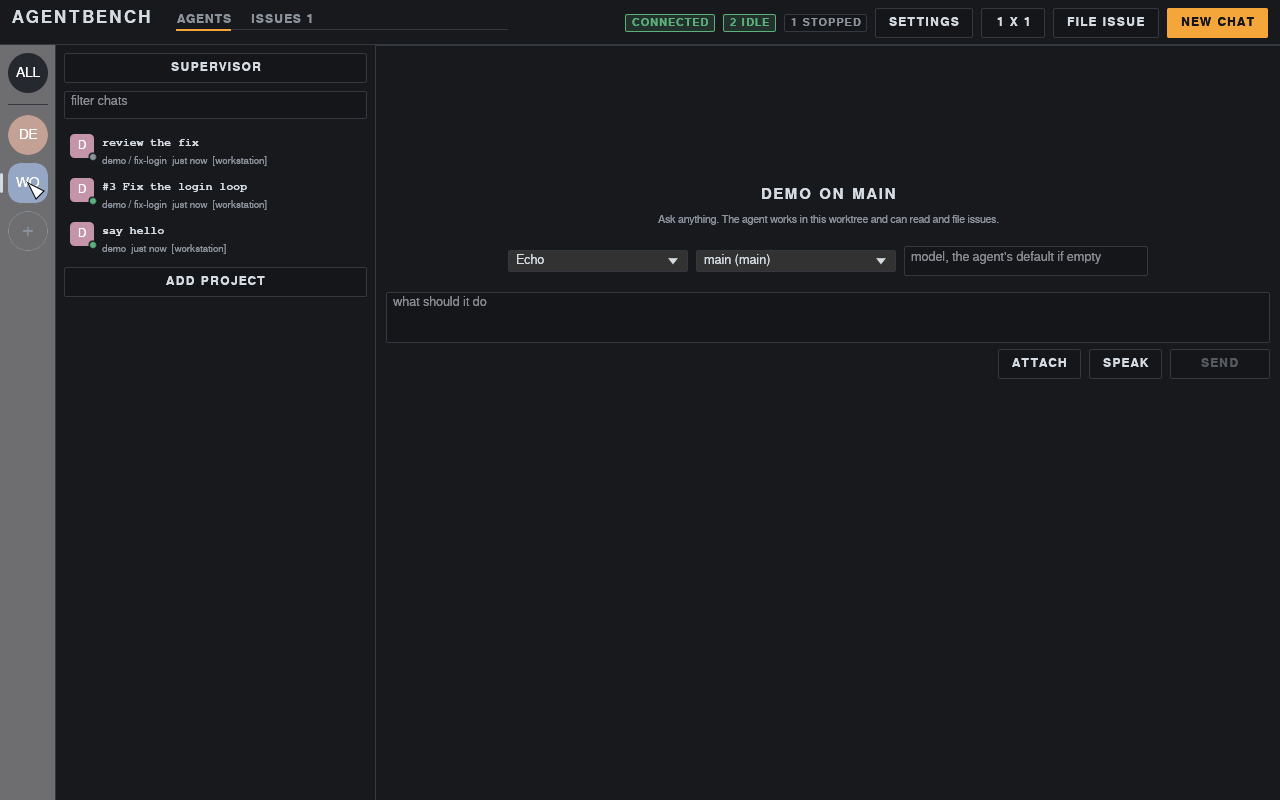 AGENTBENCH
AGENTS ISSUES 1
CONNECTED 2 IDLE 1 STOPPED SETTINGS 1 X 1 FILE ISSUE NEW CHAT
ALL
DE
WO
+
SUPERVISOR
filter chats
D review the fix
demo / fix-login just now [workstation]
D #3 Fix the login loop
demo / fix-login just now [workstation]
D say hello
demo just now [workstation]
ADD PROJECT
DEMO ON MAIN
Ask anything. The agent works in this worktree and can read and file issues.
Echo main (main) model, the agent's default if empty
what should it do
ATTACH SPEAK SEND